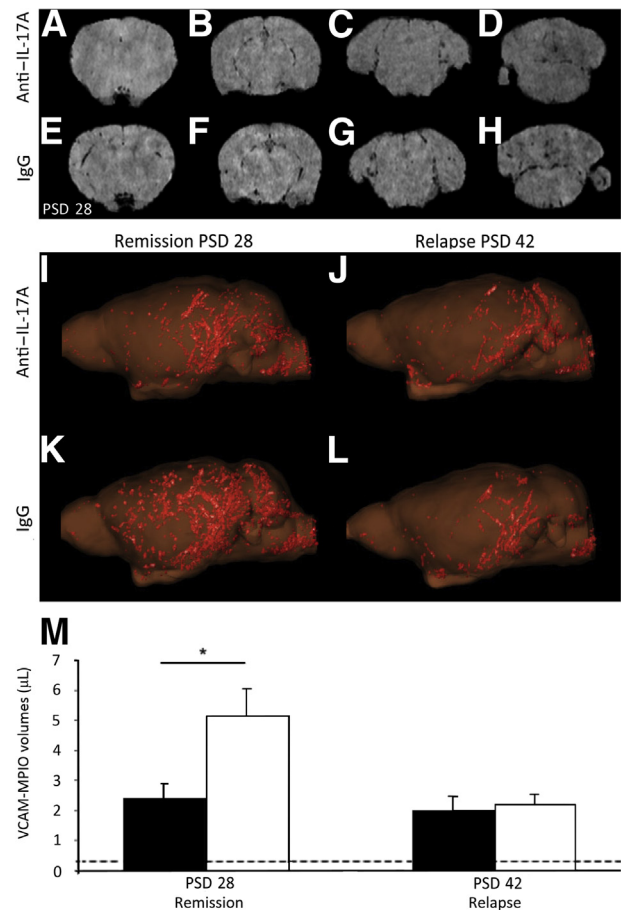 A B C D
Anti–IL-17A
E F G H
IgG
PSD 28
Remission PSD 28 Relapse PSD 42
I J
Anti–IL-17A
K L
IgG
M
*
7
6
5
4
3
2
1
0
VCAM-MPIO volumes (μL)
PSD 28 PSD 42
Remission Relapse